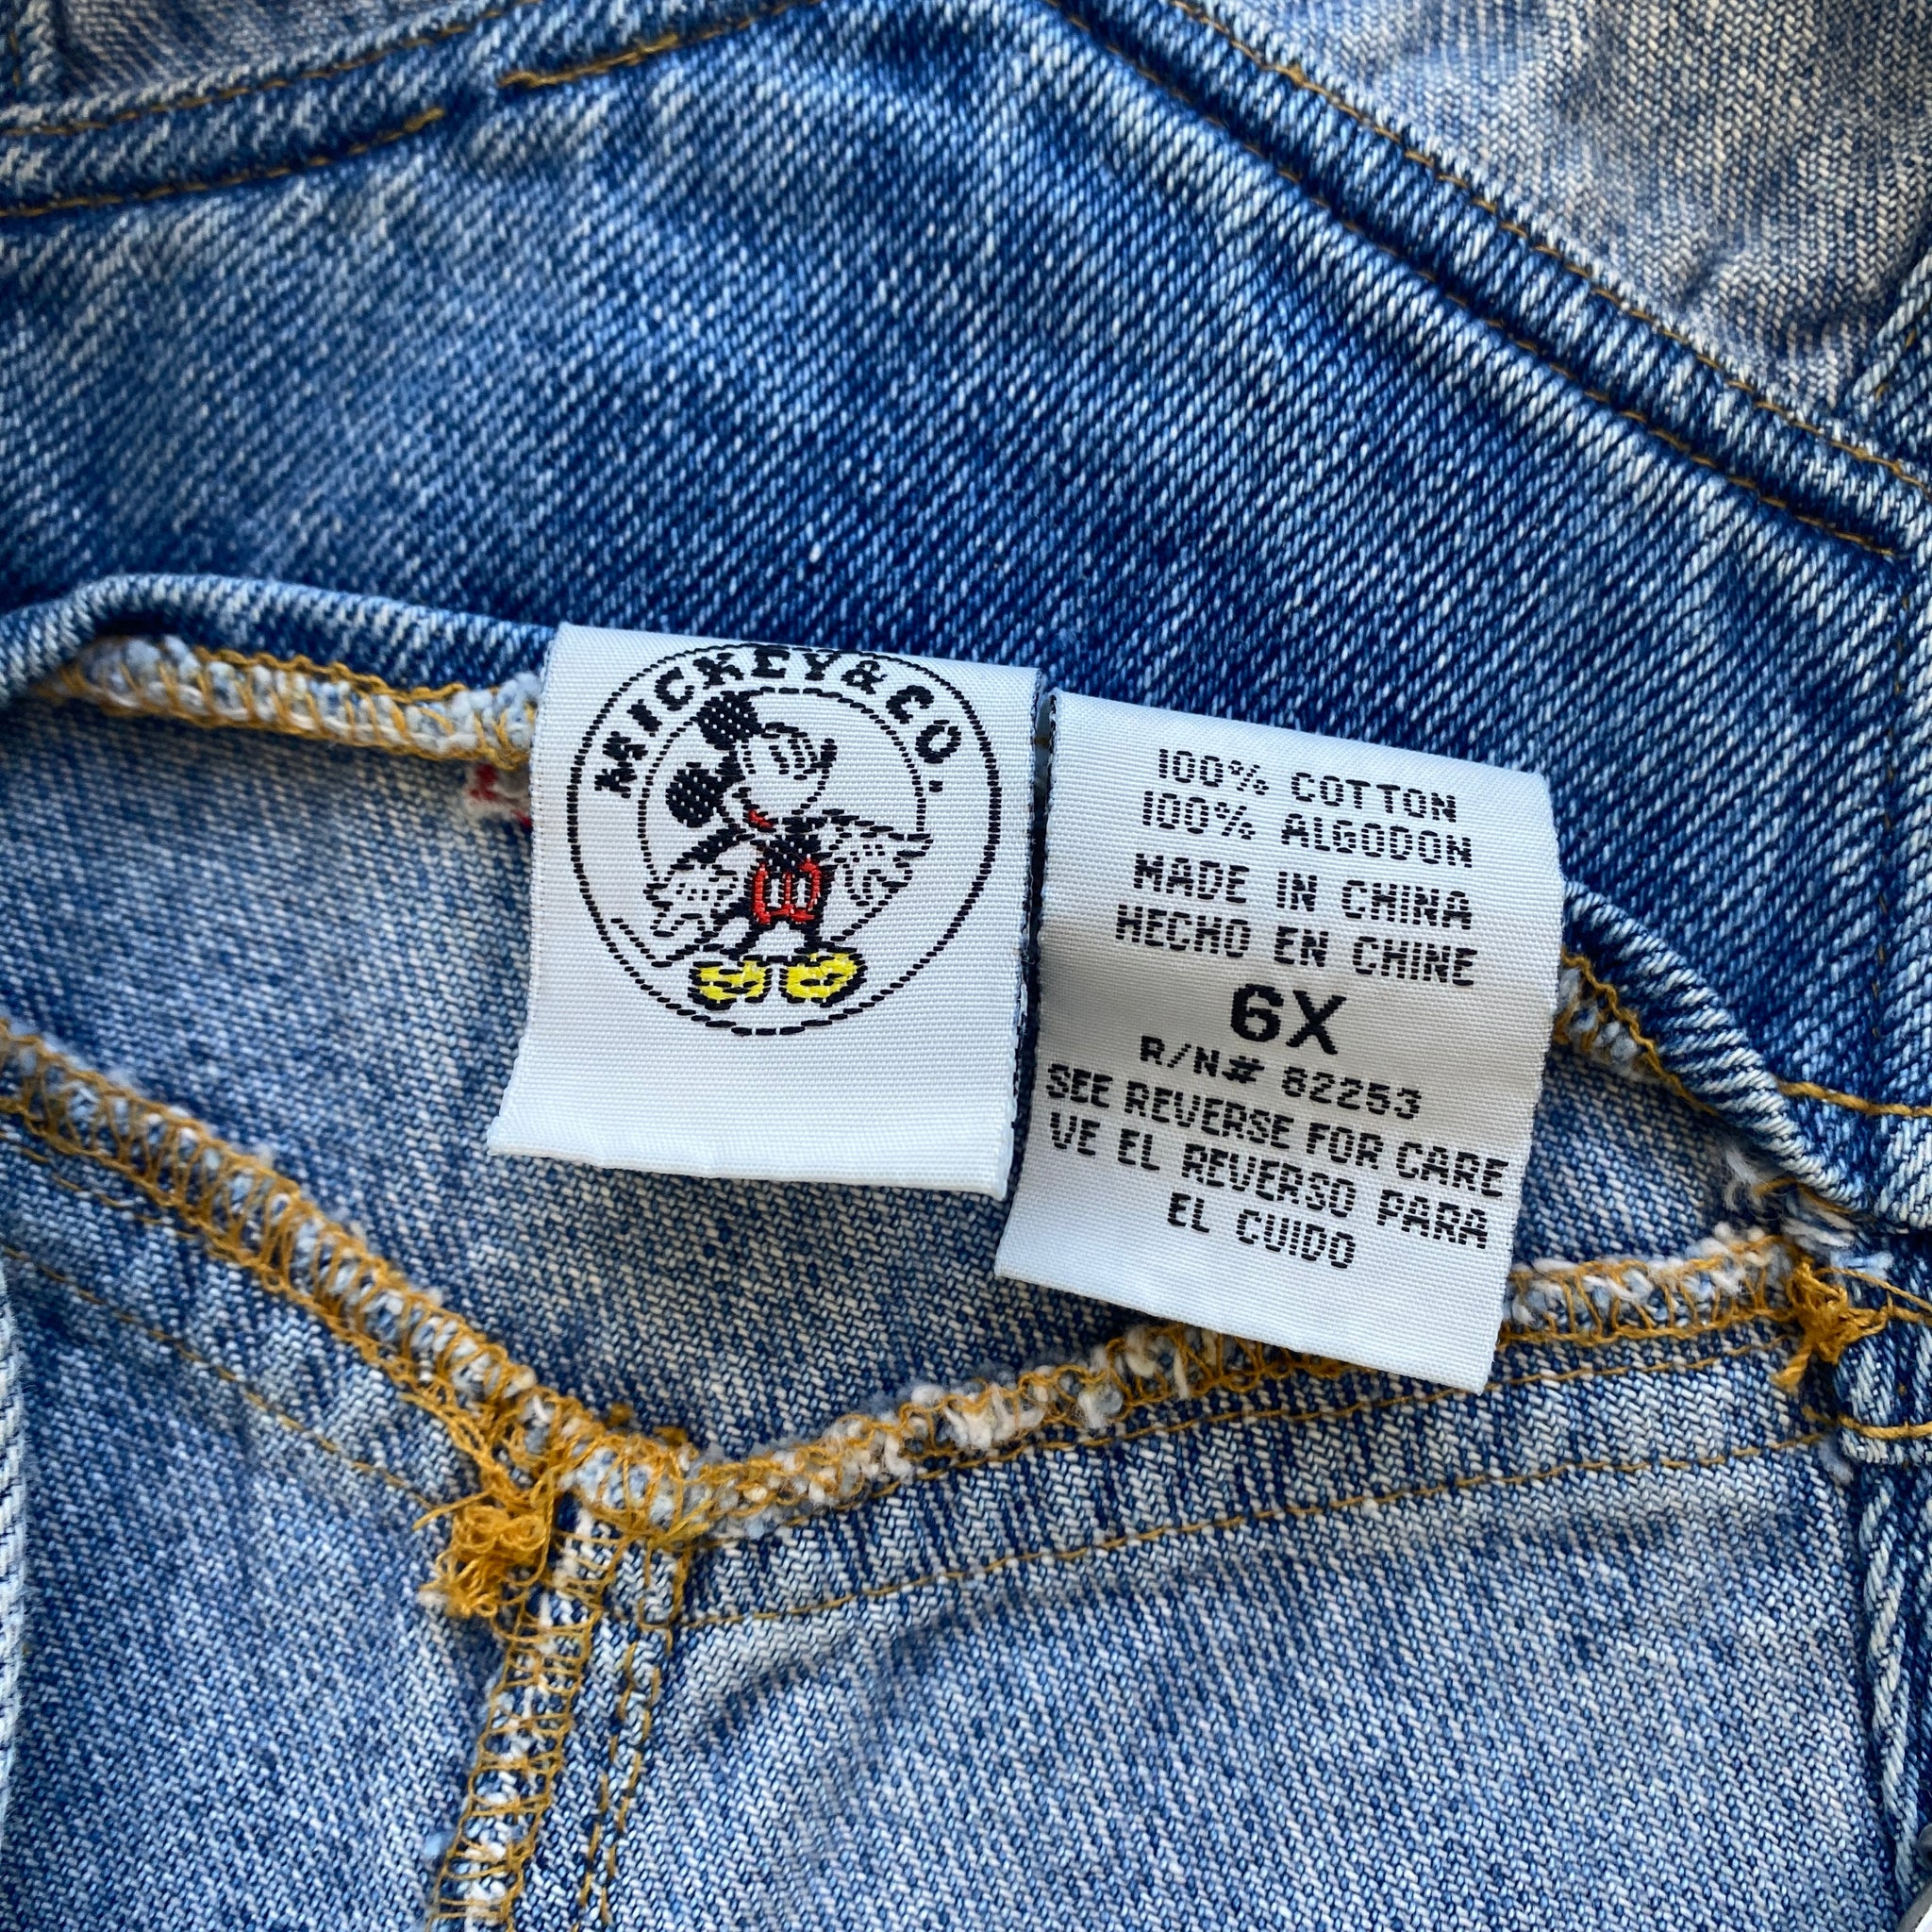 MICKEY & CO.
100% COTTON
100% ALGODON
MADE IN CHINA
HECHO EN CHINE
6X
R/N# 82253
SEE REVERSE FOR CARE
VE EL REVERSO PARA
EL CUIDO